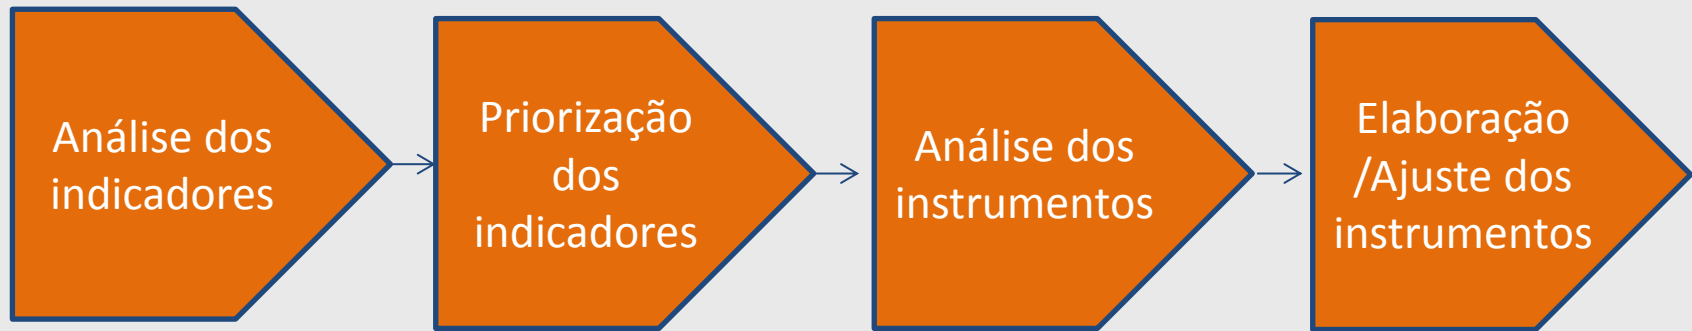 Análise dos
indicadores
Priorização
dos
indicadores
Análise dos
instrumentos
Elaboração
/Ajuste dos
instrumentos